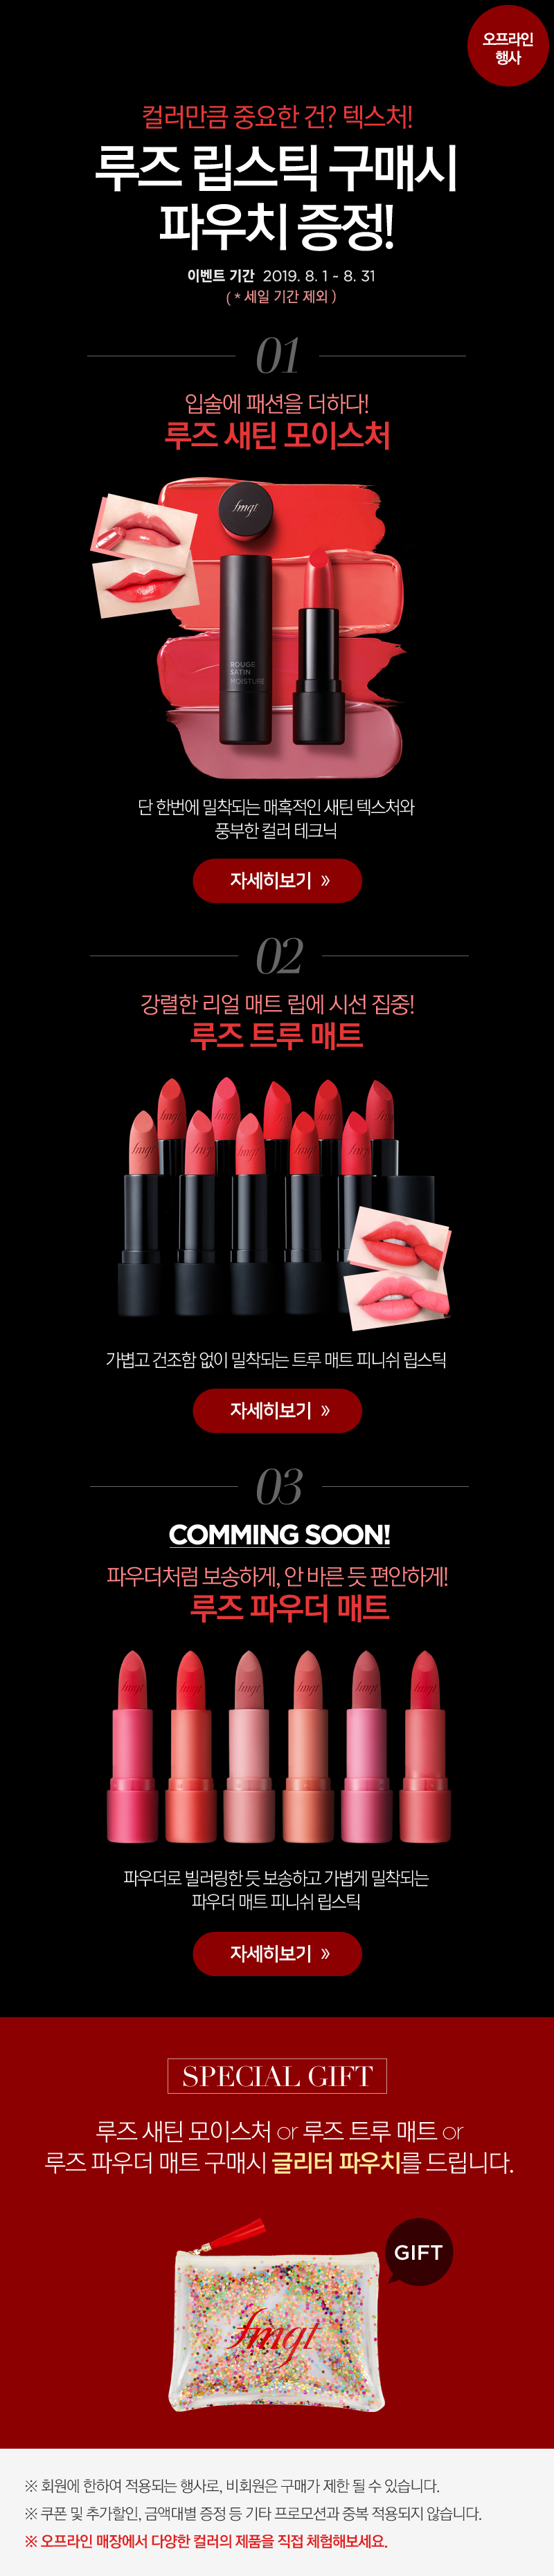 오프라인
행사
컬러만큼 중요한 건? 텍스처!
루즈 립스틱 구매시
파우치 증정!
이벤트 기간 2019. 8. 1 ~ 8. 31
( * 세일 기간 제외 )
01
입술에 패션을 더하다!
루즈 새틴 모이스처
fmgt
ROUGE
SATIN
MOISTURE
단 한번에 밀착되는 매혹적인 새틴 텍스처와
풍부한 컬러 테크닉
자세히보기 »
02
강렬한 리얼 매트 립에 시선 집중!
루즈 트루 매트
fmgt fmgt fmgt fmgt fmgt
fmgt fmgt fmgt fmgt fmgt
가볍고 건조함 없이 밀착되는 트루 매트 피니쉬 립스틱
자세히보기 »
03
COMMING SOON!
파우더처럼 보송하게, 안 바른 듯 편안하게!
루즈 파우더 매트
fmgt fmgt fmgt fmgt fmgt fmgt
파우더로 빌러링한 듯 보송하고 가볍게 밀착되는
파우더 매트 피니쉬 립스틱
자세히보기 »
SPECIAL GIFT
루즈 새틴 모이스처 or 루즈 트루 매트 or
루즈 파우더 매트 구매시 글리터 파우치를 드립니다.
GIFT
fmgt
※ 회원에 한하여 적용되는 행사로, 비회원은 구매가 제한 될 수 있습니다.
※ 쿠폰 및 추가할인, 금액대별 증정 등 기타 프로모션과 중복 적용되지 않습니다.
※ 오프라인 매장에서 다양한 컬러의 제품을 직접 체험해보세요.